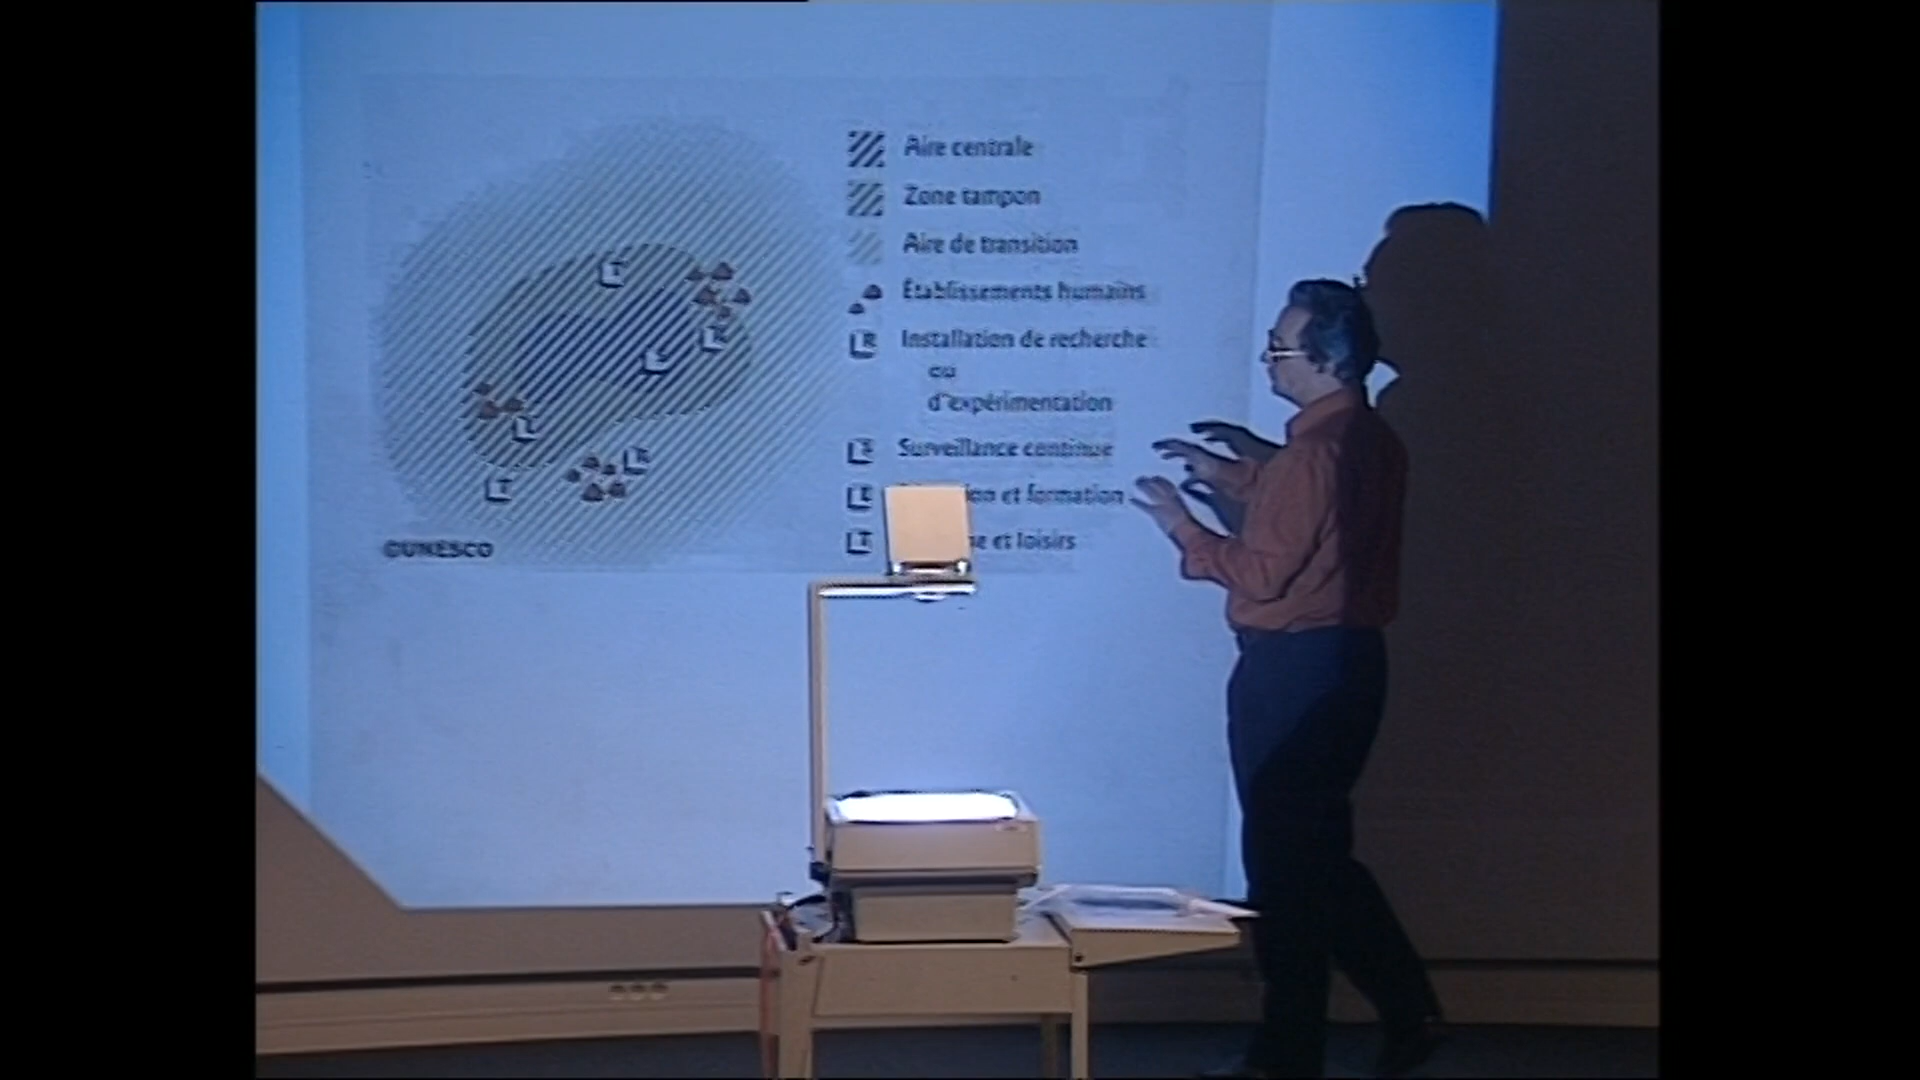 Aire centrale
Zone tampon
Aire de transition
Établissements humains
R Installation de recherche
ou
d'expérimentation
S Surveillance continue
E et formation
T et loisirs
T
R
S
E
R
T
©UNESCO